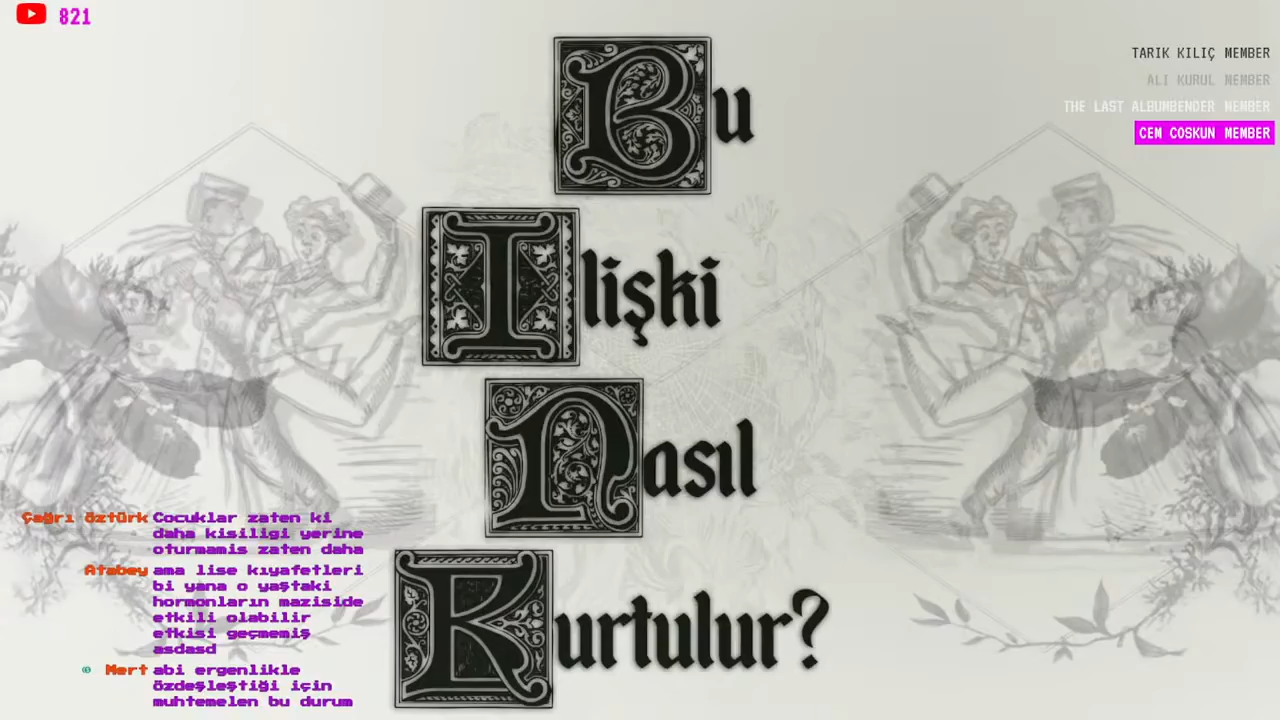 821
TARIK KILIÇ MEMBER
ALI KURUL MEMBER
THE LAST ALBUMBENDER MEMBER
CEM COSKUN MEMBER
Bu
Ilişki
Nasıl
Kurtulur?
Çağrı öztürk Cocuklar zaten ki
daha kisiligi yerine
oturmamis zaten daha
Atabey ama lise kıyafetleri
bi yana o yaştaki
hormonların maziside
etkili olabilir
etkisi geçmemiş
asdasd
Mert abi ergenlikle
özdeşleştiği için
muhtemelen bu durum